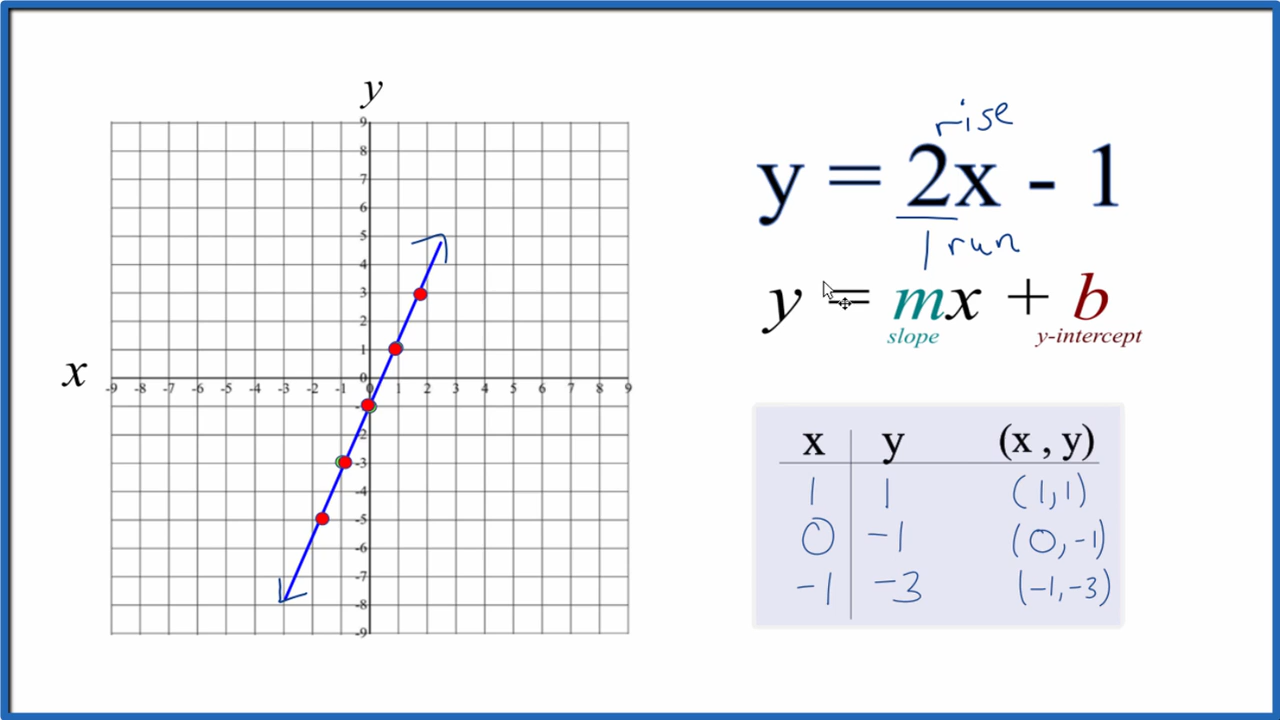 y
9
8
7
6
5
4
3
2
1
0
x
-9 -8 -7 -6 -5 -4 -3 -2 -1 0 1 2 3 4 5 6 7 8 9
-3
-4
-5
-6
-7
-8
-9
rise
y = 2x - 1
1 run
y = mx + b
slope y-intercept
x y (x , y)
1 1 (1,1)
0 -1 (0,-1)
-1 -3 (-1,-3)